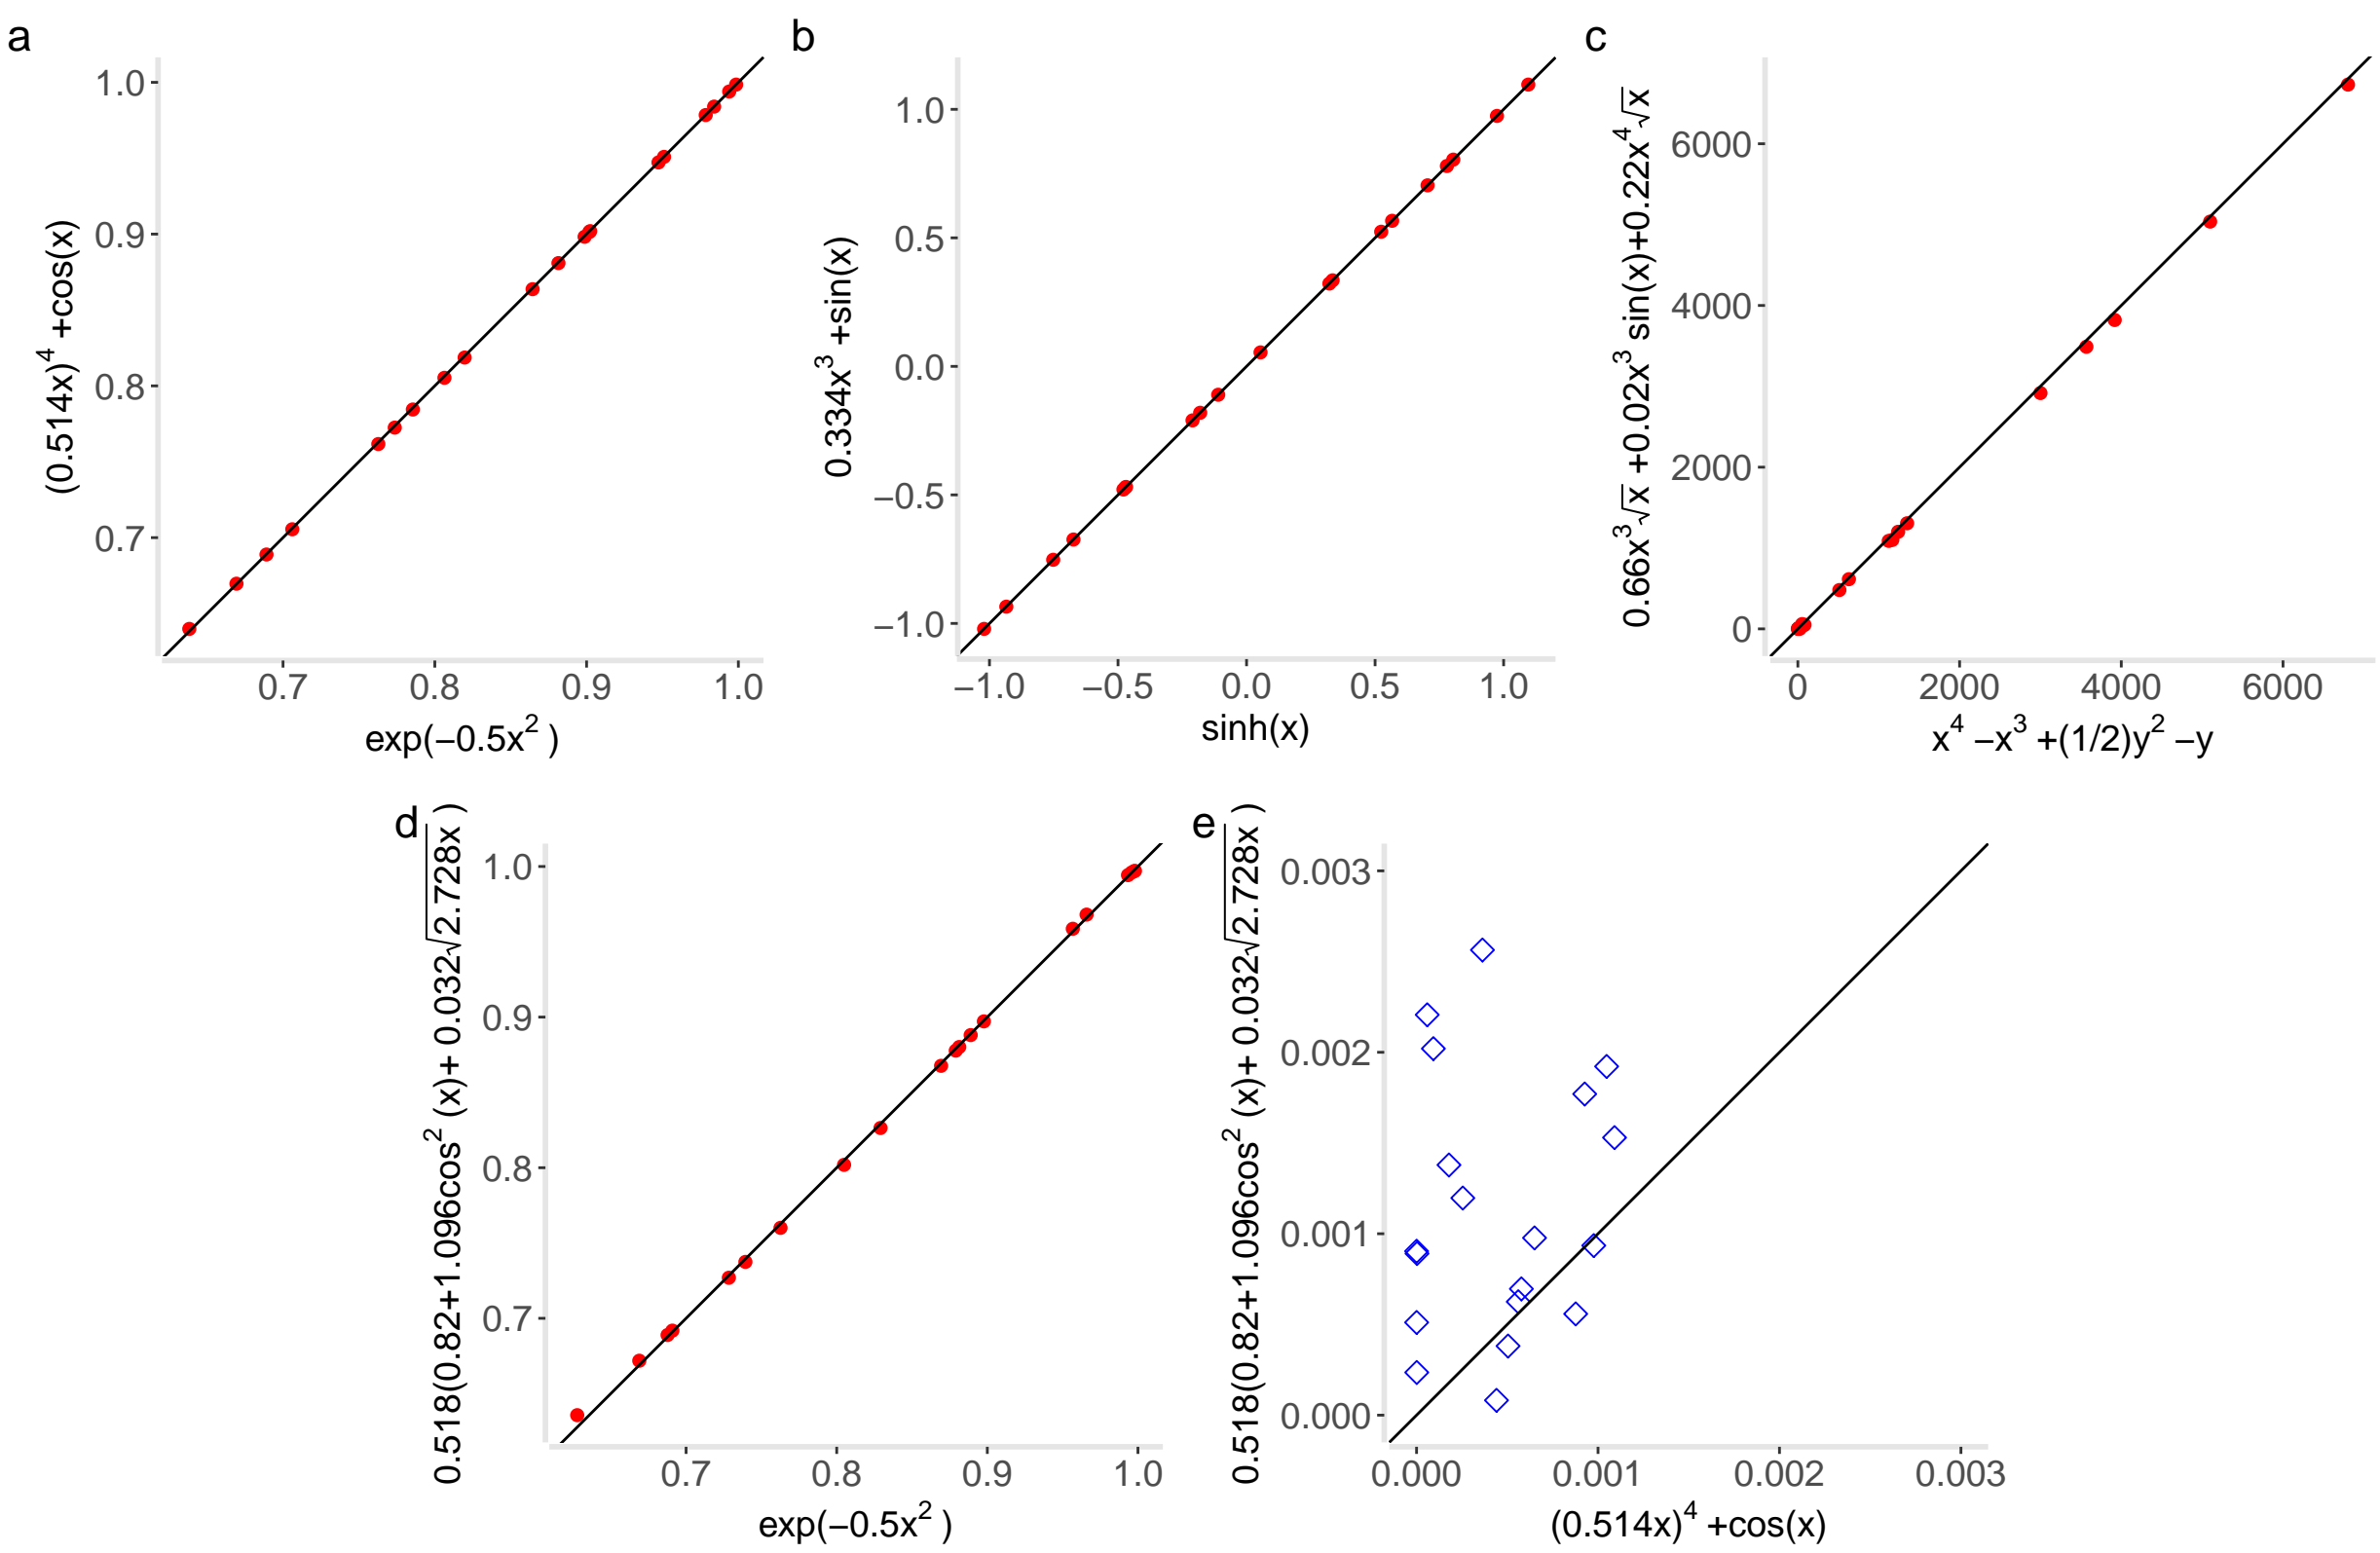 a
1.0
0.9
0.8
0.7
(0.514x)⁴ +cos(x)
0.7 0.8 0.9 1.0
exp(−0.5x² )
b
1.0
0.5
0.0
−0.5
−1.0
0.334x³ +sin(x)
−1.0 −0.5 0.0 0.5 1.0
sinh(x)
c
6000
4000
2000
0
0.66x³√x +0.02x³ sin(x)+0.22x⁴√x
0 2000 4000 6000
x⁴ −x³ +(1/2)y² −y
d
1.0
0.9
0.8
0.7
0.518(0.82+1.096cos² (x)+ 0.032√2.728x )
0.7 0.8 0.9 1.0
exp(−0.5x² )
e
0.003
0.002
0.001
0.000
0.518(0.82+1.096cos² (x)+ 0.032√2.728x )
0.000 0.001 0.002 0.003
(0.514x)⁴ +cos(x)